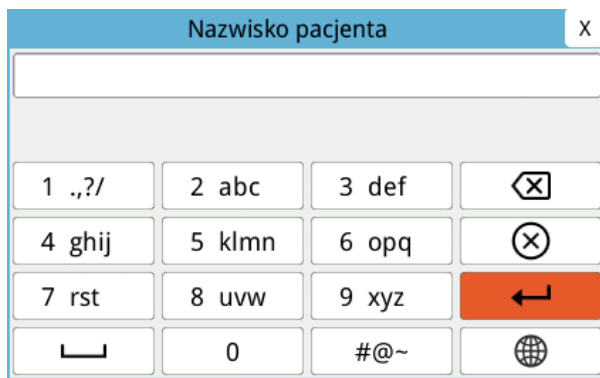 Nazwisko pacjenta X
1 .,?/ 2 abc 3 def
4 ghij 5 klmn 6 opq
7 rst 8 uvw 9 xyz
0 #@~